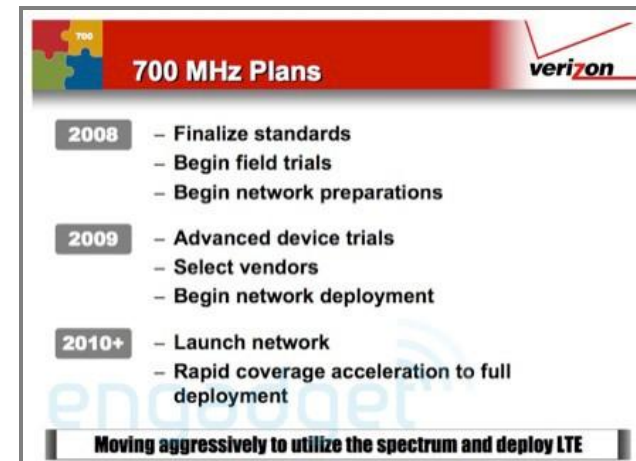 700
700 MHz Plans
verizon
2008
– Finalize standards
– Begin field trials
– Begin network preparations
2009
– Advanced device trials
– Select vendors
– Begin network deployment
2010+
– Launch network
– Rapid coverage acceleration to full
deployment
engadget
Moving aggressively to utilize the spectrum and deploy LTE